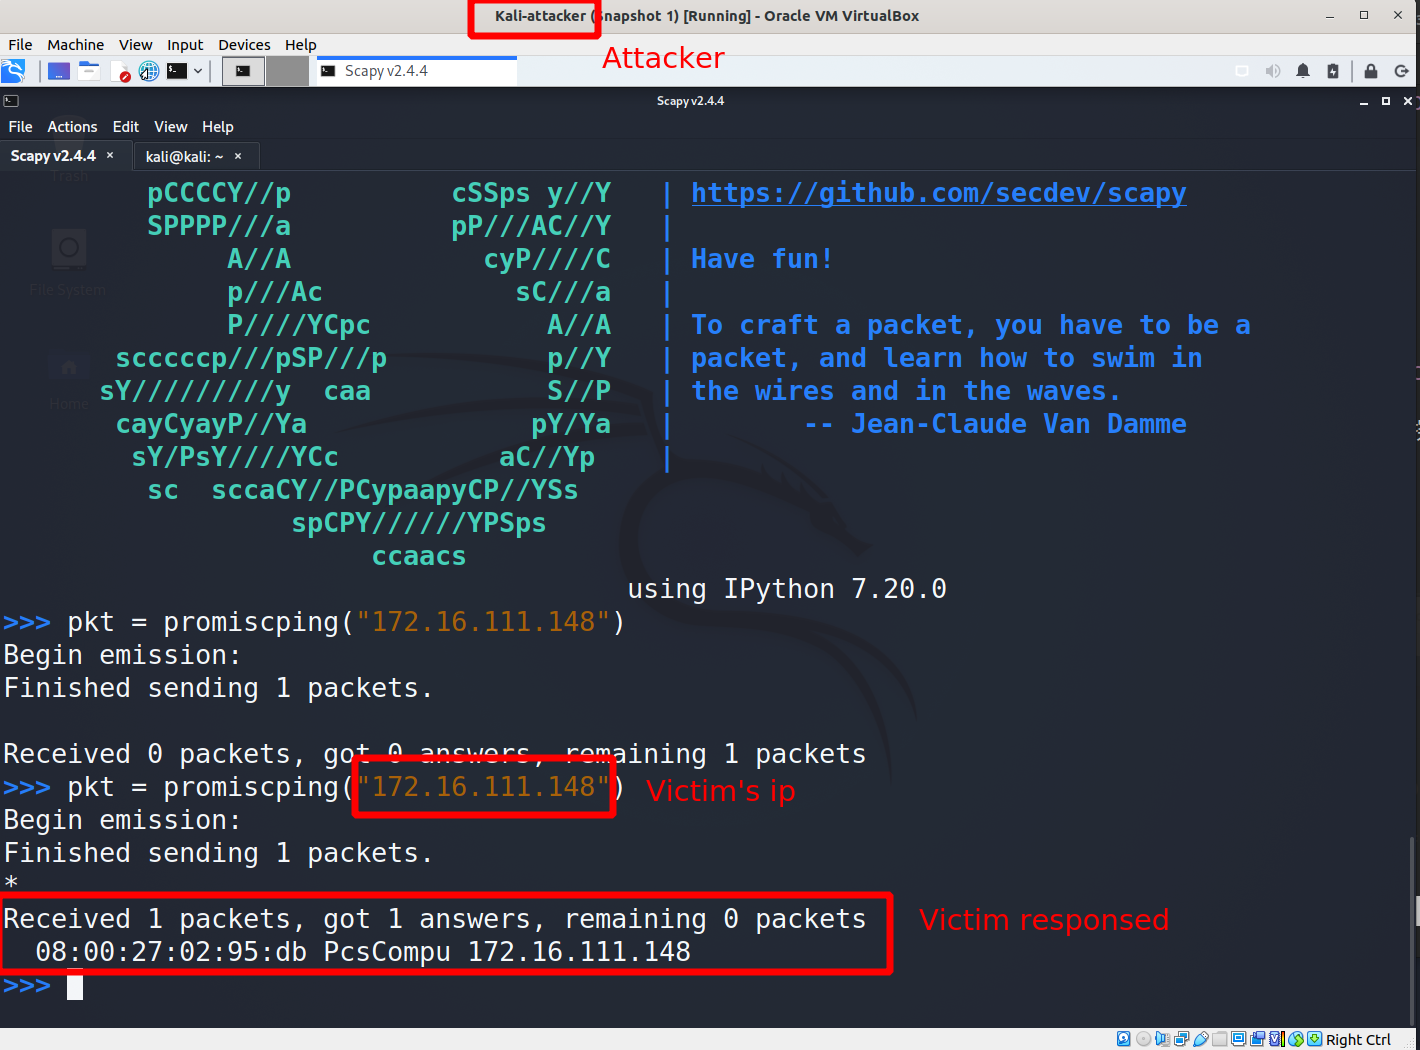 Kali-attacker (Snapshot 1) [Running] - Oracle VM VirtualBox
File Machine View Input Devices Help
Attacker
Scapy v2.4.4
Scapy v2.4.4
File Actions Edit View Help
Scapy v2.4.4 × kali@kali: ~ ×
Trash
pCCCCY//p cSSps y//Y | https://github.com/secdev/scapy
SPPPP///a pP///AC//Y |
A//A cyP////C | Have fun!
File System
p///Ac sC///a |
P////YCpc A//A | To craft a packet, you have to be a
scccccp///pSP///p p//Y | packet, and learn how to swim in
sY/////////y caa S//P | the wires and in the waves.
Home
cayCyayP//Ya pY/Ya | -- Jean-Claude Van Damme
sY/PsY////YCc aC//Yp |
sc sccaCY//PCypaapyCP//YSs
spCPY//////YPSps
ccaacs
using IPython 7.20.0
>>> pkt = promiscping("172.16.111.148")
Begin emission:
Finished sending 1 packets.
Received 0 packets, got 0 answers, remaining 1 packets
>>> pkt = promiscping("172.16.111.148") Victim's ip
Begin emission:
Finished sending 1 packets.
*
Received 1 packets, got 1 answers, remaining 0 packets
Victim responsed
08:00:27:02:95:db PcsCompu 172.16.111.148
>>>
Right Ctrl